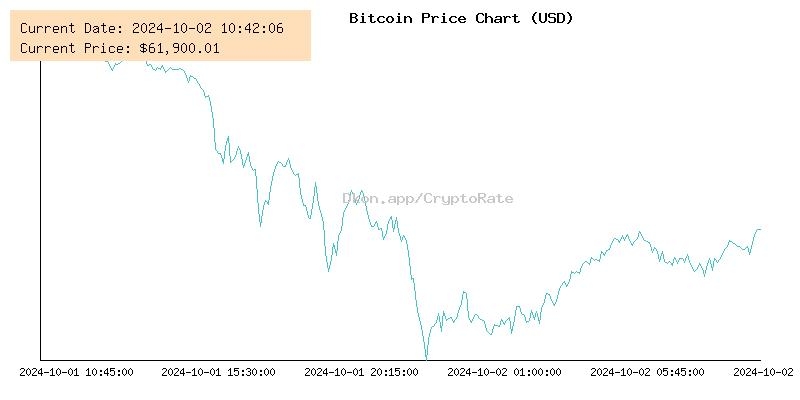 Bitcoin Price Chart (USD)
Current Date: 2024-10-02 10:42:06
Current Price: $61,900.01
Dkon.app/CryptoRate
2024-10-01 10:45:00 2024-10-01 15:30:00 2024-10-01 20:15:00 2024-10-02 01:00:00 2024-10-02 05:45:00 2024-10-02